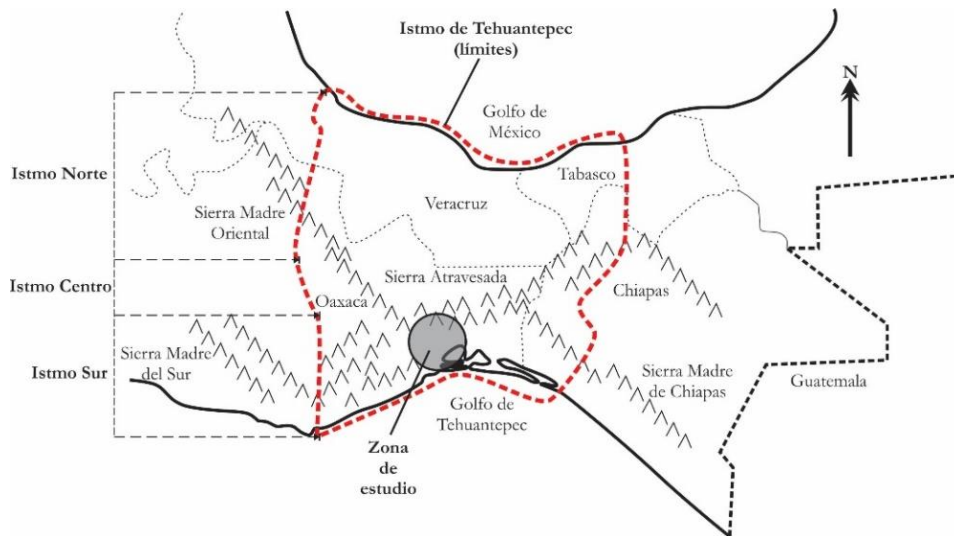 Istmo de Tehuantepec
(límites)
N
Golfo de
México
Istmo Norte
Tabasco
Veracruz
Sierra Madre
Oriental
Sierra Atravesada
Istmo Centro
Oaxaca
Chiapas
Sierra Madre
del Sur
Istmo Sur
Sierra Madre
de Chiapas
Guatemala
Golfo de
Tehuantepec
Zona
de
estudio